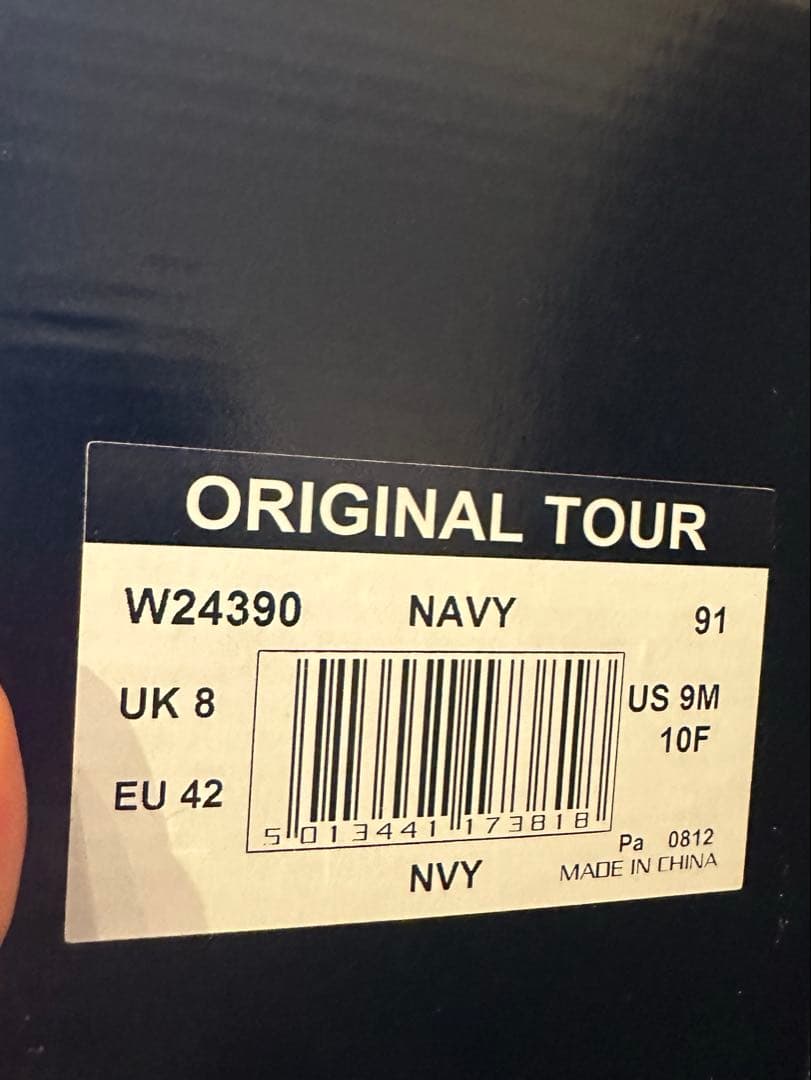 ORIGINAL TOUR
W24390 NAVY 91
UK 8 US 9M
10F
EU 42
5 013441 173818
Pa 0812
NVY MADE IN CHINA